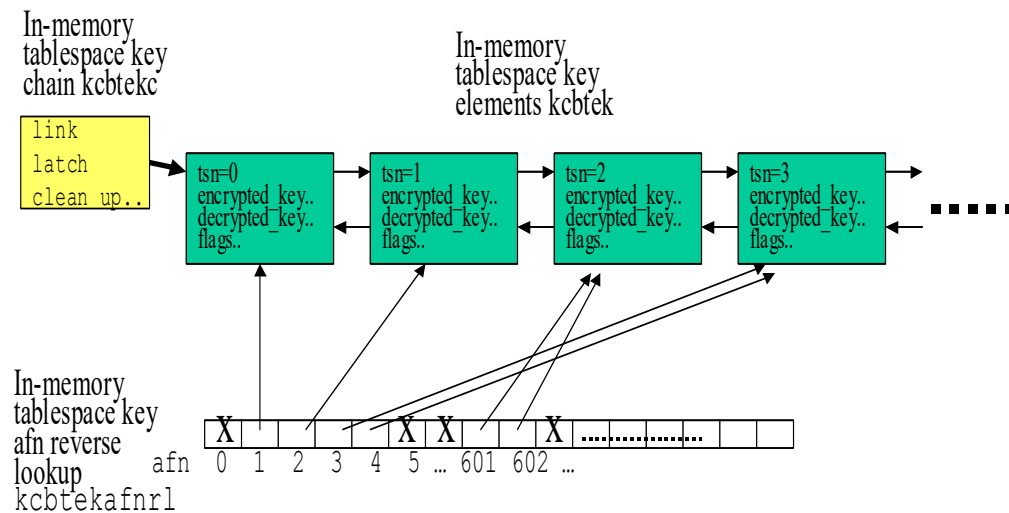 In-memory
tablespace key
chain kcbtekc
In-memory
tablespace key
elements kcbtek
link
latch
clean up..
tsn=0
encrypted_key..
decrypted_key..
flags..
tsn=1
encrypted_key..
decrypted_key..
flags..
tsn=2
encrypted_key..
decrypted_key..
flags..
tsn=3
encrypted_key..
decrypted_key..
flags..
In-memory
tablespace key
afn reverse
lookup
kcbtekafnrl
X X X X
afn 0 1 2 3 4 5 … 601 602 …